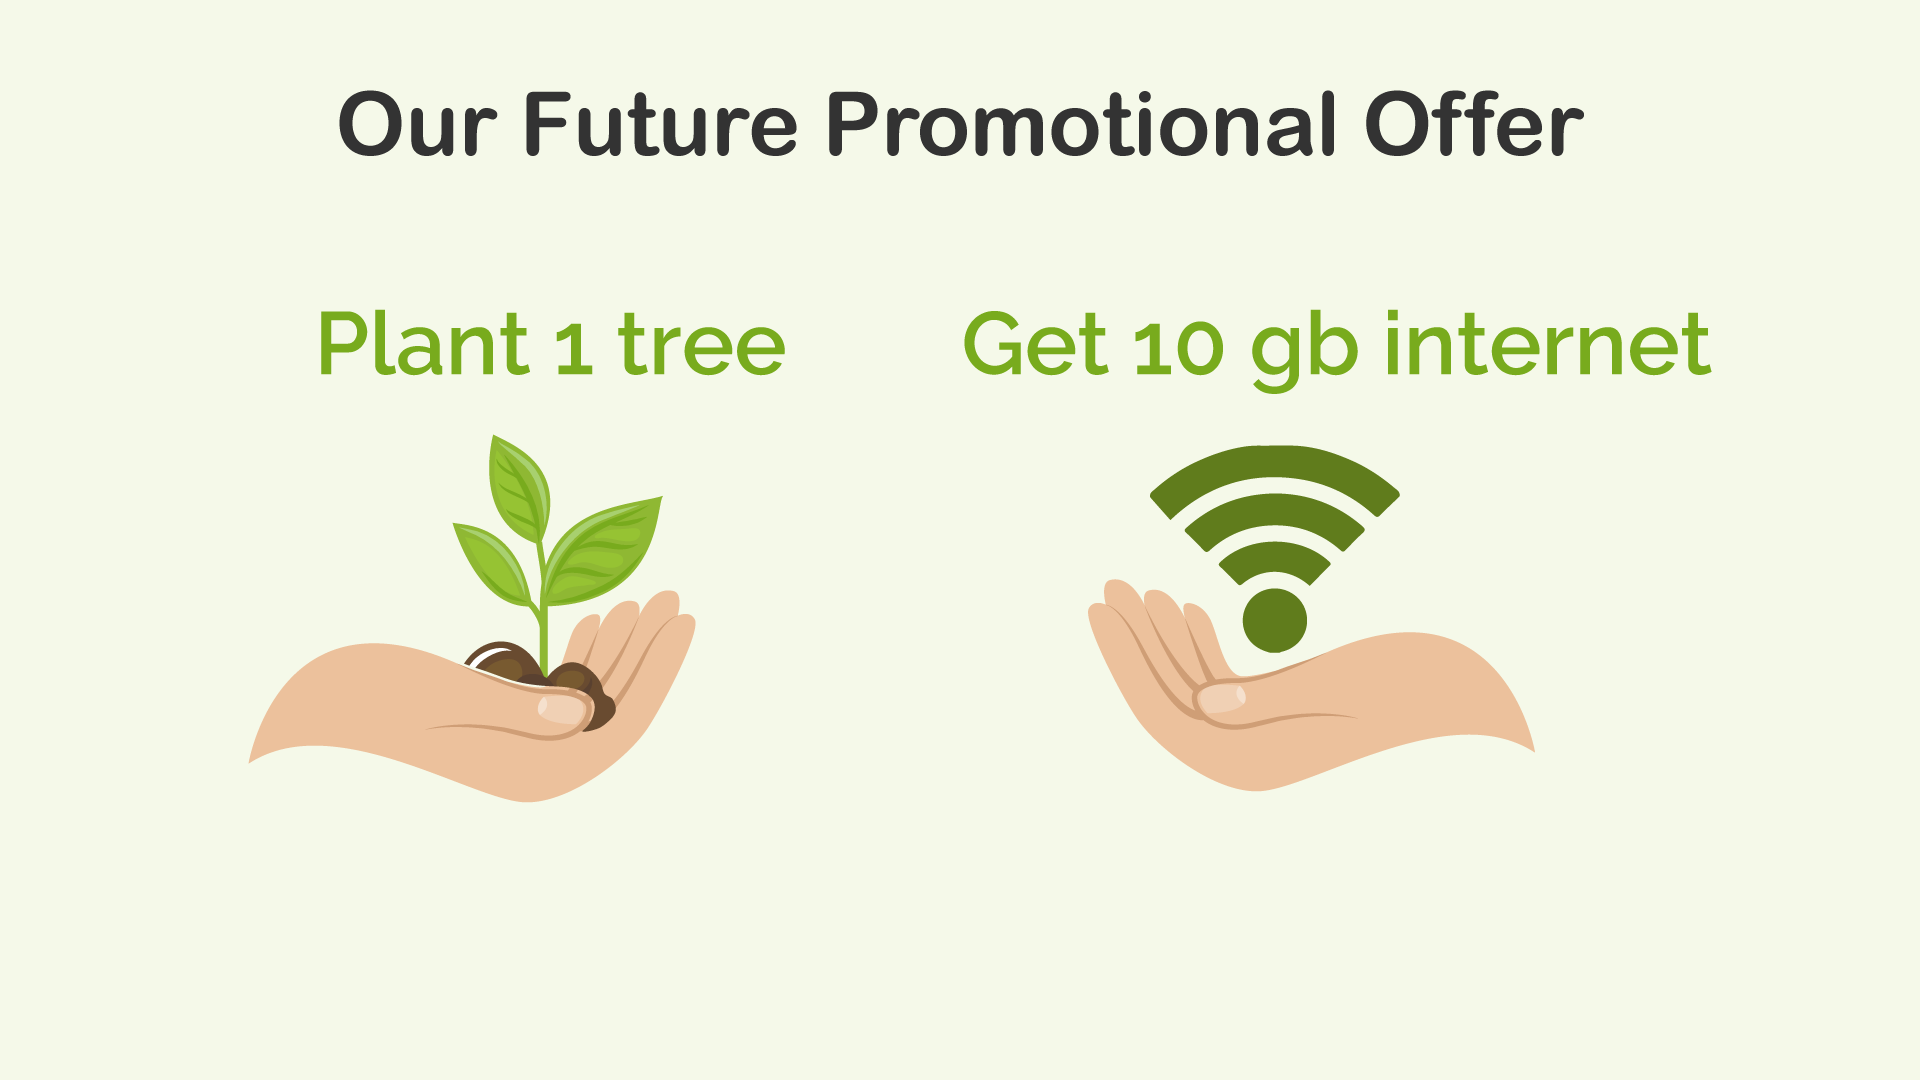 Our Future Promotional Offer
Plant 1 tree
Get 10 gb internet